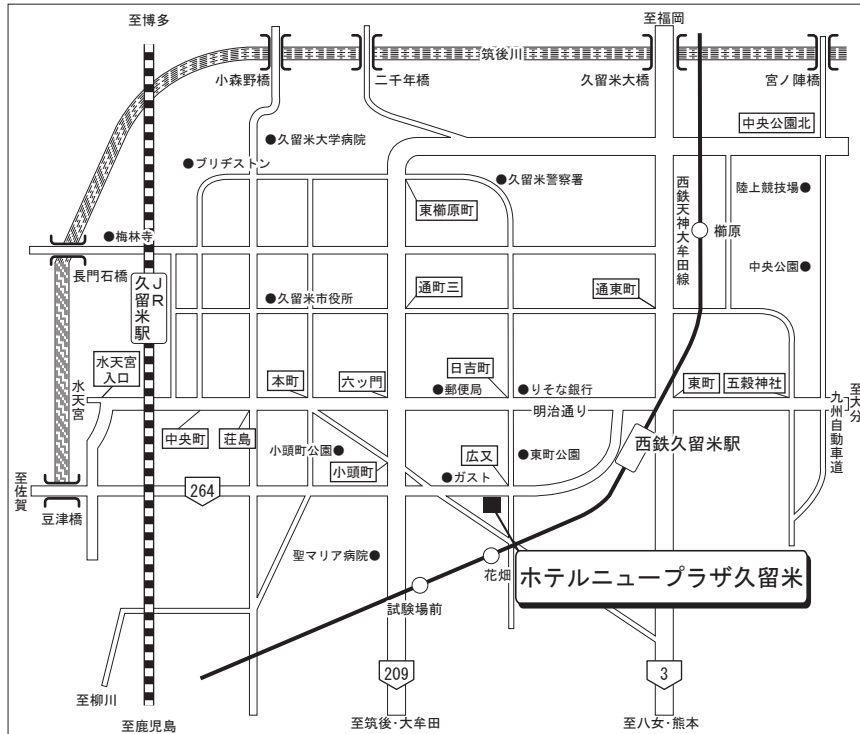 至博多
至福岡
筑後川
小森野橋
二千年橋
久留米大橋
宮ノ陣橋
中央公園北
久留米大学病院
ブリヂストン
久留米警察署
陸上競技場
西鉄天神大牟田線
東櫛原町
櫛原
梅林寺
中央公園
長門石橋
JR
久留米駅
久留米市役所
通町三
通東町
水天宮
入口
水天宮
本町
六ッ門
日吉町
郵便局
りそな銀行
東町
五穀神社
至大分
九州自動車道
明治通り
中央町
荘島
小頭町公園
小頭町
広又
東町公園
西鉄久留米駅
ガスト
至佐賀
264
豆津橋
聖マリア病院
花畑
ホテルニュープラザ久留米
試験場前
209
3
至柳川
至鹿児島
至筑後・大牟田
至八女・熊本